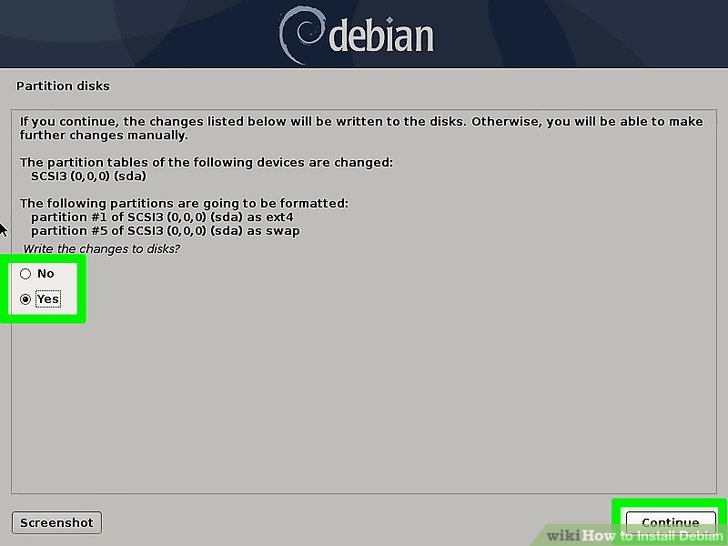 debian
Partition disks
If you continue, the changes listed below will be written to the disks. Otherwise, you will be able to make
further changes manually.
The partition tables of the following devices are changed:
SCSI3 (0,0,0) (sda)
The following partitions are going to be formatted:
partition #1 of SCSI3 (0,0,0) (sda) as ext4
partition #5 of SCSI3 (0,0,0) (sda) as swap
Write the changes to disks?
No
Yes
Screenshot
Continue
wikiHow to Install Debian